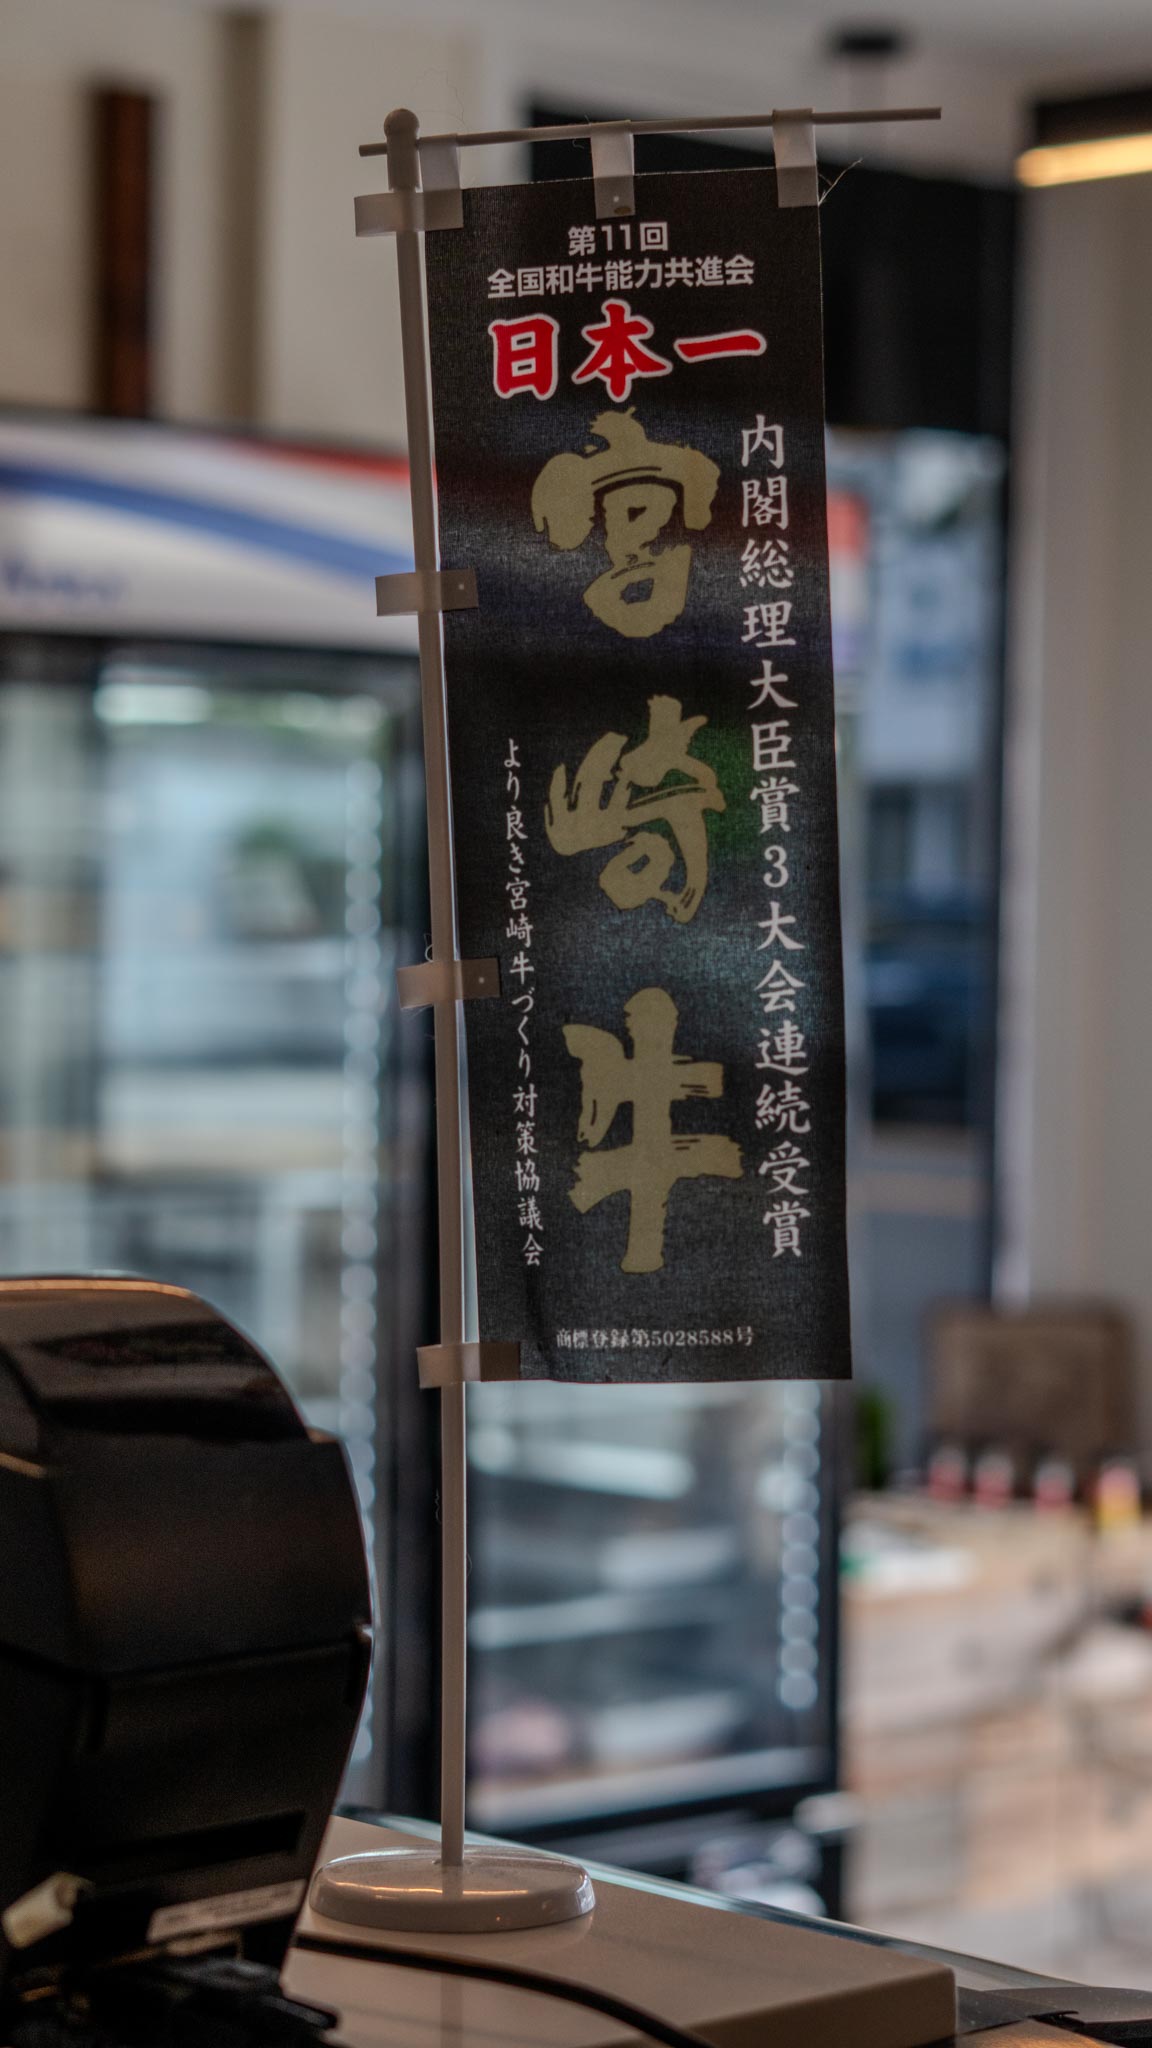 第11回
全国和牛能力共進会
日本一
内閣総理大臣賞3大会連続受賞
宮崎牛
より良き宮崎牛づくり対策協議会
商標登録第5028588号